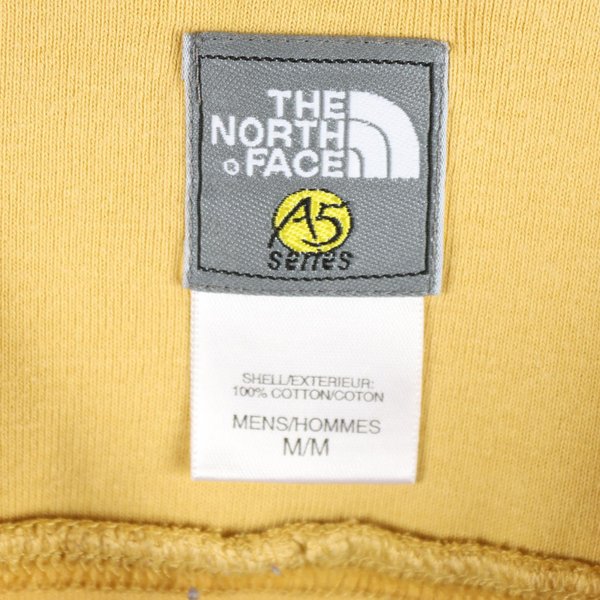 THE
NORTH
® FACE
A5
series
SHELL/EXTERIEUR:
100% COTTON/COTON
MENS/HOMMES
M/M